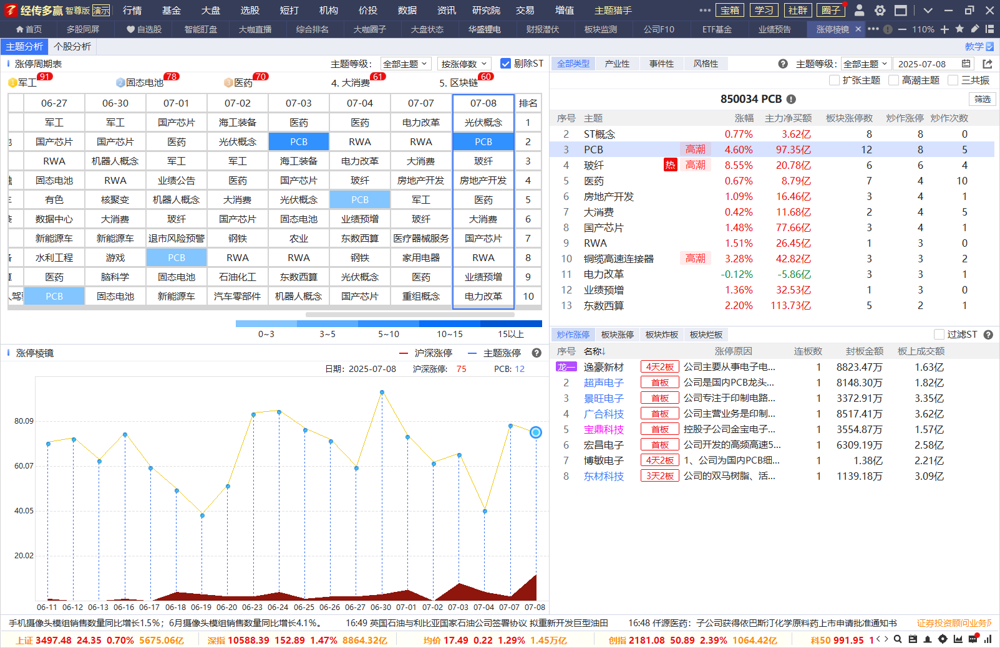 经传多赢 智尊版 演示 行情 基金 大盘 选股 短打 机构 价投 数据 资讯 研究院 交易 增值 主题猎手 ••• 宝箱 学习 社群 圈子
首页 多股同屏 自选股 智能盯盘 大咖直播 综合排名 大咖圈子 大盘状态 华盛锂电 财报潜伏 板块监测 公司F10 ETF基金 业绩预告 涨停棱镜 × ••• 110%
主题分析 个股分析 教学
涨停周期表 主题等级: 全部主题 按涨停数 剔除ST
1 军工 91 2 固态电池 78 3 医药 70 4. 大消费 61 5. 区块链 60
06-27 06-30 07-01 07-02 07-03 07-04 07-07 07-08 排名
军工 军工 国产芯片 海工装备 医药 医药 电力改革 光伏概念 1
国产芯片 国产芯片 医药 光伏概念 PCB RWA RWA PCB 2
RWA 机器人概念 军工 军工 海工装备 电力改革 大消费 玻纤 3
固态电池 RWA 业绩公告 医药 国产芯片 玻纤 房地产开发 房地产开发 4
有色 核聚变 机器人概念 大消费 光伏概念 PCB 军工 医药 5
数据中心 大消费 玻纤 国产芯片 固态电池 业绩预增 玻纤 大消费 6
新能源车 新能源车 退市风险预警 钢铁 农业 东数西算 医疗器械服务 国产芯片 7
水利工程 游戏 PCB RWA RWA 钢铁 家用电器 RWA 8
医药 脑科学 固态电池 石油化工 东数西算 光伏概念 医药 业绩预增 9
PCB 固态电池 新能源车 汽车零部件 机器人概念 国产芯片 重组概念 电力改革 10
0~3 3~5 5~10 10~15 15以上
涨停棱镜 沪深涨停 主题涨停
日期: 2025-07-08 沪深涨停: 75 PCB: 12
80.09
60.07
40.05
20.02
06-11 06-12 06-13 06-16 06-17 06-18 06-19 06-20 06-23 06-24 06-25 06-26 06-27 06-30 07-01 07-02 07-03 07-04 07-07 07-08
全部类型 产业性 事件性 风格性 主题等级: 全部主题 2025-07-08
扩张主题 高潮主题 三共振
850034 PCB 筛选
序号 主题 涨幅 主力净买额 板块涨停数 炒作涨停 炒作次数
2 ST概念 0.77% 3.62亿 8 8 0
3 PCB 高潮 4.60% 97.35亿 12 8 5
4 玻纤 热 高潮 8.55% 20.78亿 6 6 4
5 医药 0.67% 8.79亿 7 4 10
6 房地产开发 1.09% 16.46亿 3 4 1
7 大消费 0.42% 11.68亿 2 4 5
8 国产芯片 1.48% 77.66亿 3 4 1
9 RWA 1.51% 26.45亿 1 3 0
10 铜缆高速连接器 高潮 3.28% 42.82亿 3 3 2
11 电力改革 -0.12% -5.86亿 3 3 1
12 业绩预增 1.36% 32.53亿 1 3 0
13 东数西算 2.20% 113.73亿 5 2 1
炒作涨停 板块涨停 板块炸板 板块烂板 过滤ST
序号 名称↓ 涨停原因 连板数 封板金额 板上成交额
龙一 逸豪新材 4天2板 公司主要从事电子电... 1 8823.47万 1.63亿
2 超声电子 首板 公司是国内PCB龙头... 1 8148.30万 1.82亿
3 景旺电子 首板 公司专注于印制电路... 1 3372.91万 3.35亿
4 广合科技 首板 公司主营业务是印制... 1 8517.41万 3.62亿
5 宝鼎科技 首板 控股子公司金宝电子... 1 3554.87万 1.57亿
6 宏昌电子 首板 公司开发的高频高速5... 1 6309.19万 2.58亿
7 博敏电子 4天2板 1、公司为国内PCB细... 1 1.38亿 2.21亿
8 东材科技 3天2板 公司的双马树脂、活... 1 1139.18万 3.09亿
手机摄像头模组销售数量同比增长1.5%; 6月摄像头模组销售数量同比增长4.1%。 16:49 英国石油与利比亚国家石油公司签署协议 拟重新开发巨型油田 16:48 仟源医药: 子公司获得依巴斯汀化学原料药上市申请批准通知书 证券投资顾问业务风
上证 3497.48 24.35 0.70% 5675.06亿 深指 10588.39 152.89 1.47% 8864.32亿 均价 17.49 0.22 1.29% 1.45万亿 创指 2181.08 50.89 2.39% 1064.42亿 科50 991.95 1